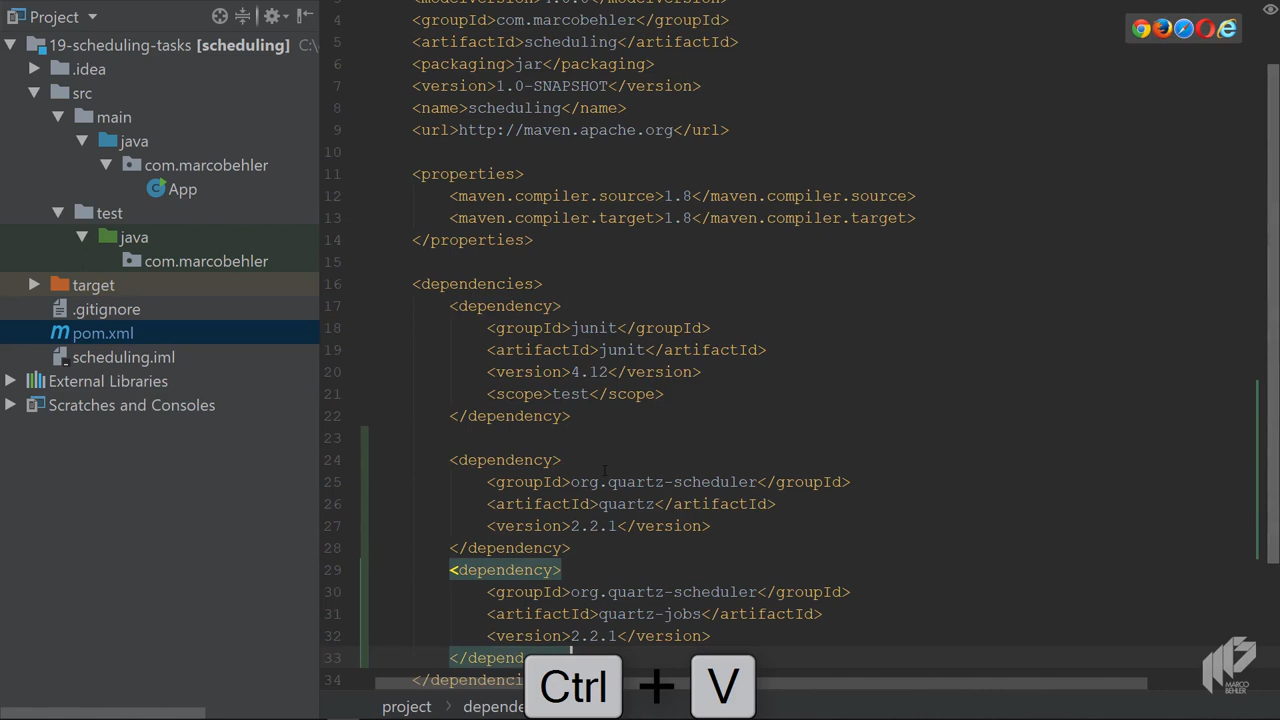 Project
19-scheduling-tasks [scheduling] C:\
.idea
src
main
java
com.marcobehler
App
test
java
com.marcobehler
target
.gitignore
pom.xml
scheduling.iml
External Libraries
Scratches and Consoles
4 <groupId>com.marcobehler</groupId>
5 <artifactId>scheduling</artifactId>
6 <packaging>jar</packaging>
7 <version>1.0-SNAPSHOT</version>
8 <name>scheduling</name>
9 <url>http://maven.apache.org</url>
10
11 <properties>
12 <maven.compiler.source>1.8</maven.compiler.source>
13 <maven.compiler.target>1.8</maven.compiler.target>
14 </properties>
15
16 <dependencies>
17 <dependency>
18 <groupId>junit</groupId>
19 <artifactId>junit</artifactId>
20 <version>4.12</version>
21 <scope>test</scope>
22 </dependency>
23
24 <dependency>
25 <groupId>org.quartz-scheduler</groupId>
26 <artifactId>quartz</artifactId>
27 <version>2.2.1</version>
28 </dependency>
29 <dependency>
30 <groupId>org.quartz-scheduler</groupId>
31 <artifactId>quartz-jobs</artifactId>
32 <version>2.2.1</version>
33 </depend
34 </dependenci
Ctrl + V
project depende
MARCO
BEHLER